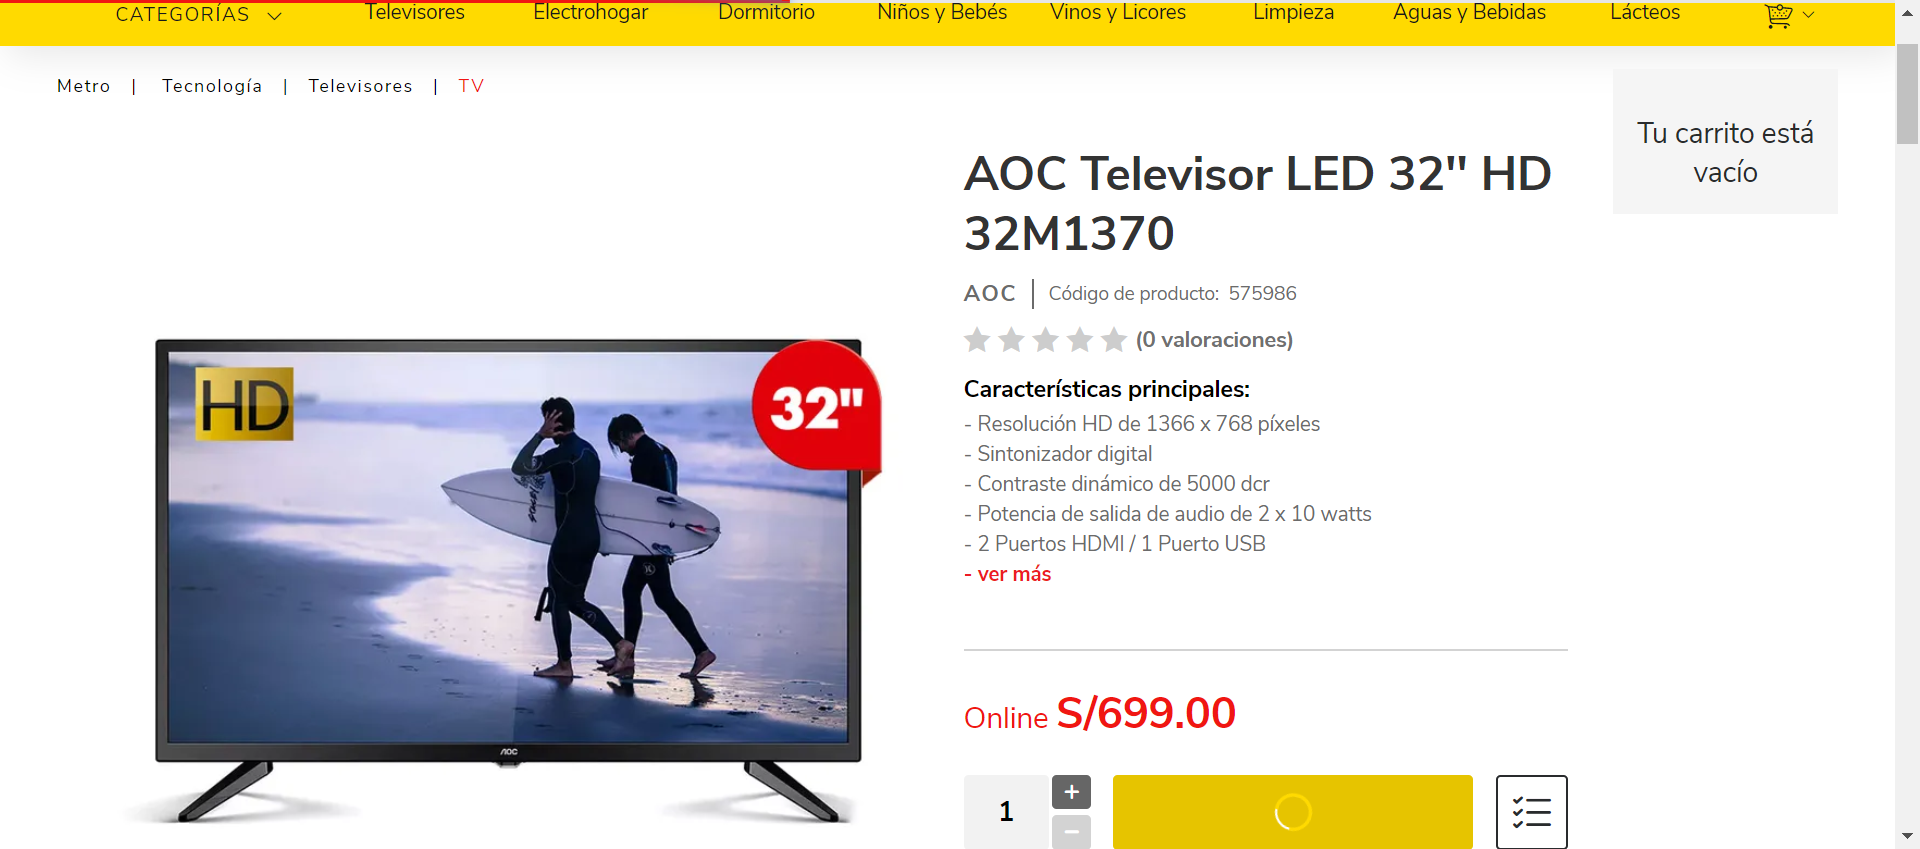 CATEGORÍAS
Televisores
Electrohogar
Dormitorio
Niños y Bebés
Vinos y Licores
Limpieza
Aguas y Bebidas
Lácteos
Metro | Tecnología | Televisores | TV
Tu carrito está
vacío
AOC Televisor LED 32" HD
32M1370
AOC | Código de producto: 575986
(0 valoraciones)
Características principales:
- Resolución HD de 1366 x 768 píxeles
- Sintonizador digital
- Contraste dinámico de 5000 dcr
- Potencia de salida de audio de 2 x 10 watts
- 2 Puertos HDMI / 1 Puerto USB
- ver más
Online S/699.00
1
+
−
HD
32"
AOC